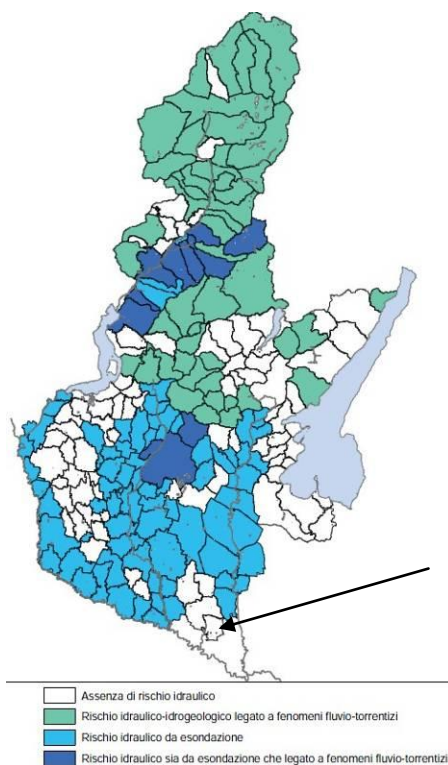 Assenza di rischio idraulico
Rischio idraulico-idrogeologico legato a fenomeni fluvio-torrentizi
Rischio idraulico da esondazione
Rischio idraulico sia da esondazione che legato a fenomeni fluvio-torrentizi